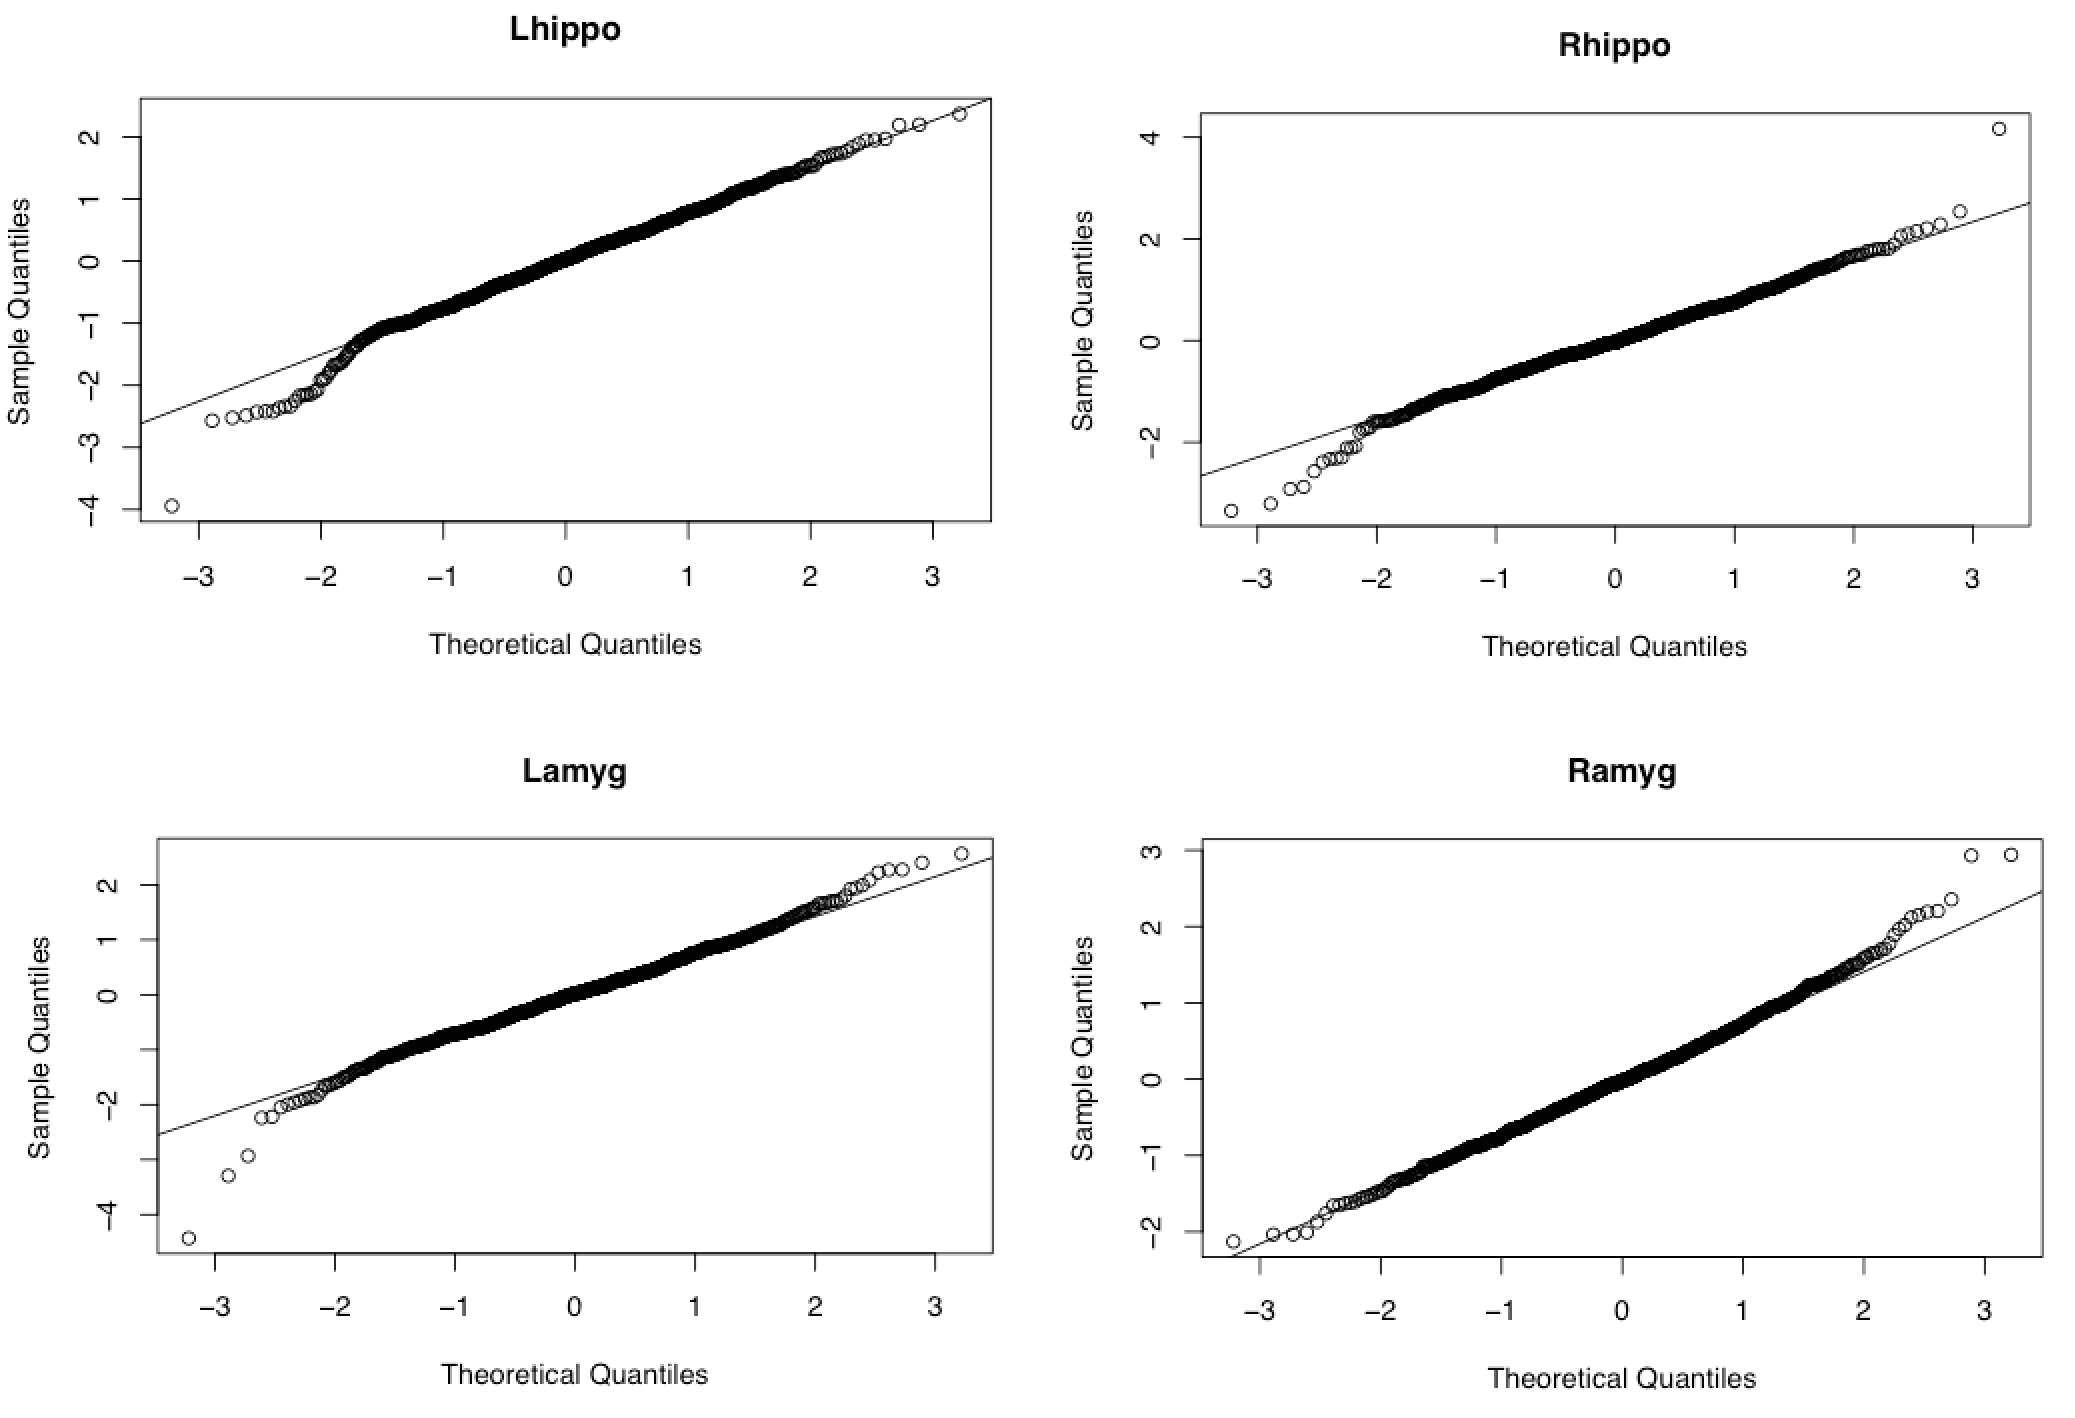 Lhippo
Sample Quantiles
2
1
0
−1
−2
−3
−4
−3 −2 −1 0 1 2 3
Theoretical Quantiles
Rhippo
Sample Quantiles
4
2
0
−2
−3 −2 −1 0 1 2 3
Theoretical Quantiles
Lamyg
Sample Quantiles
2
1
0
−2
−4
−3 −2 −1 0 1 2 3
Theoretical Quantiles
Ramyg
Sample Quantiles
3
2
1
0
−1
−2
−3 −2 −1 0 1 2 3
Theoretical Quantiles